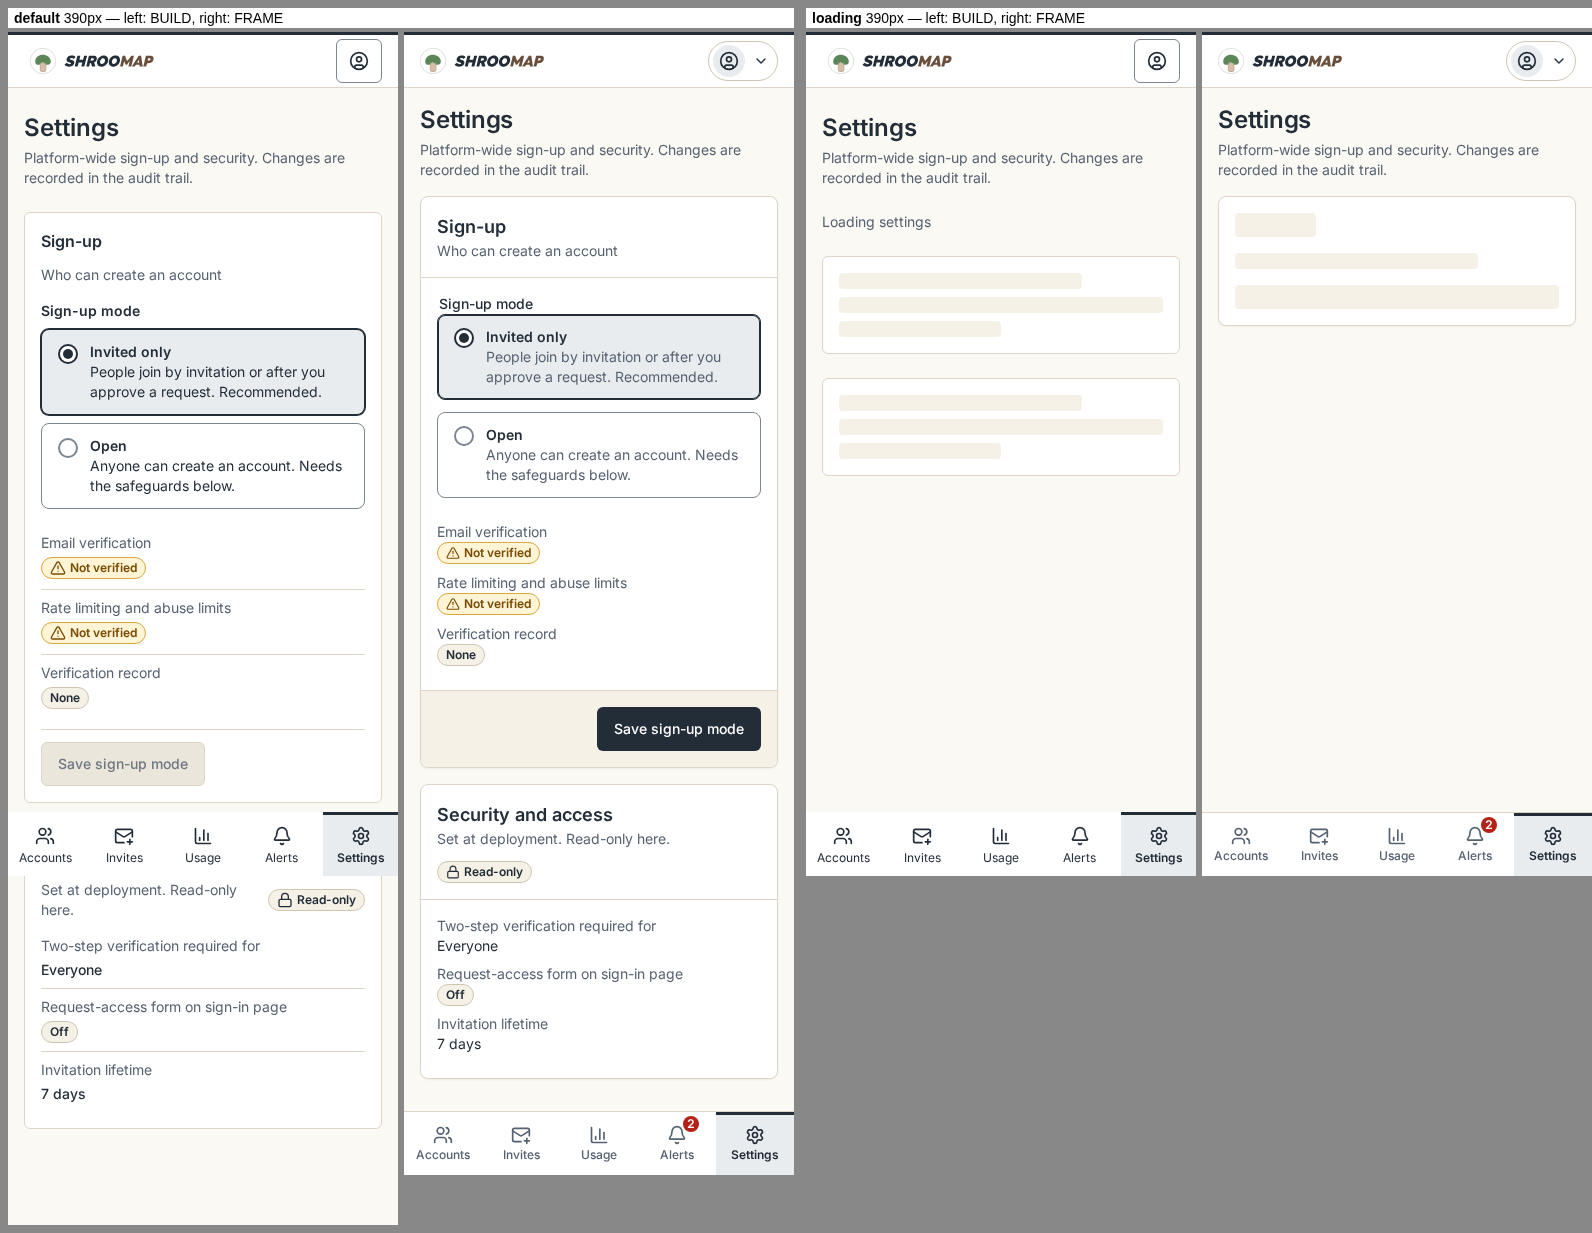 default 390px — left: BUILD, right: FRAME
SHROOMAP
Settings
Platform-wide sign-up and security. Changes are
recorded in the audit trail.
Sign-up
Who can create an account
Sign-up mode
Invited only
People join by invitation or after you
approve a request. Recommended.
Open
Anyone can create an account. Needs
the safeguards below.
Email verification
Not verified
Rate limiting and abuse limits
Not verified
Verification record
None
Save sign-up mode
Accounts
Invites
Usage
Alerts
Settings
Set at deployment. Read-only
here.
Read-only
Two-step verification required for
Everyone
Request-access form on sign-in page
Off
Invitation lifetime
7 days
SHROOMAP
Settings
Platform-wide sign-up and security. Changes are
recorded in the audit trail.
Sign-up
Who can create an account
Sign-up mode
Invited only
People join by invitation or after you
approve a request. Recommended.
Open
Anyone can create an account. Needs
the safeguards below.
Email verification
Not verified
Rate limiting and abuse limits
Not verified
Verification record
None
Save sign-up mode
Security and access
Set at deployment. Read-only here.
Read-only
Two-step verification required for
Everyone
Request-access form on sign-in page
Off
Invitation lifetime
7 days
Accounts
Invites
Usage
2
Alerts
Settings
loading 390px — left: BUILD, right: FRAME
SHROOMAP
Settings
Platform-wide sign-up and security. Changes are
recorded in the audit trail.
Loading settings
Accounts
Invites
Usage
Alerts
Settings
SHROOMAP
Settings
Platform-wide sign-up and security. Changes are
recorded in the audit trail.
Accounts
Invites
Usage
2
Alerts
Settings